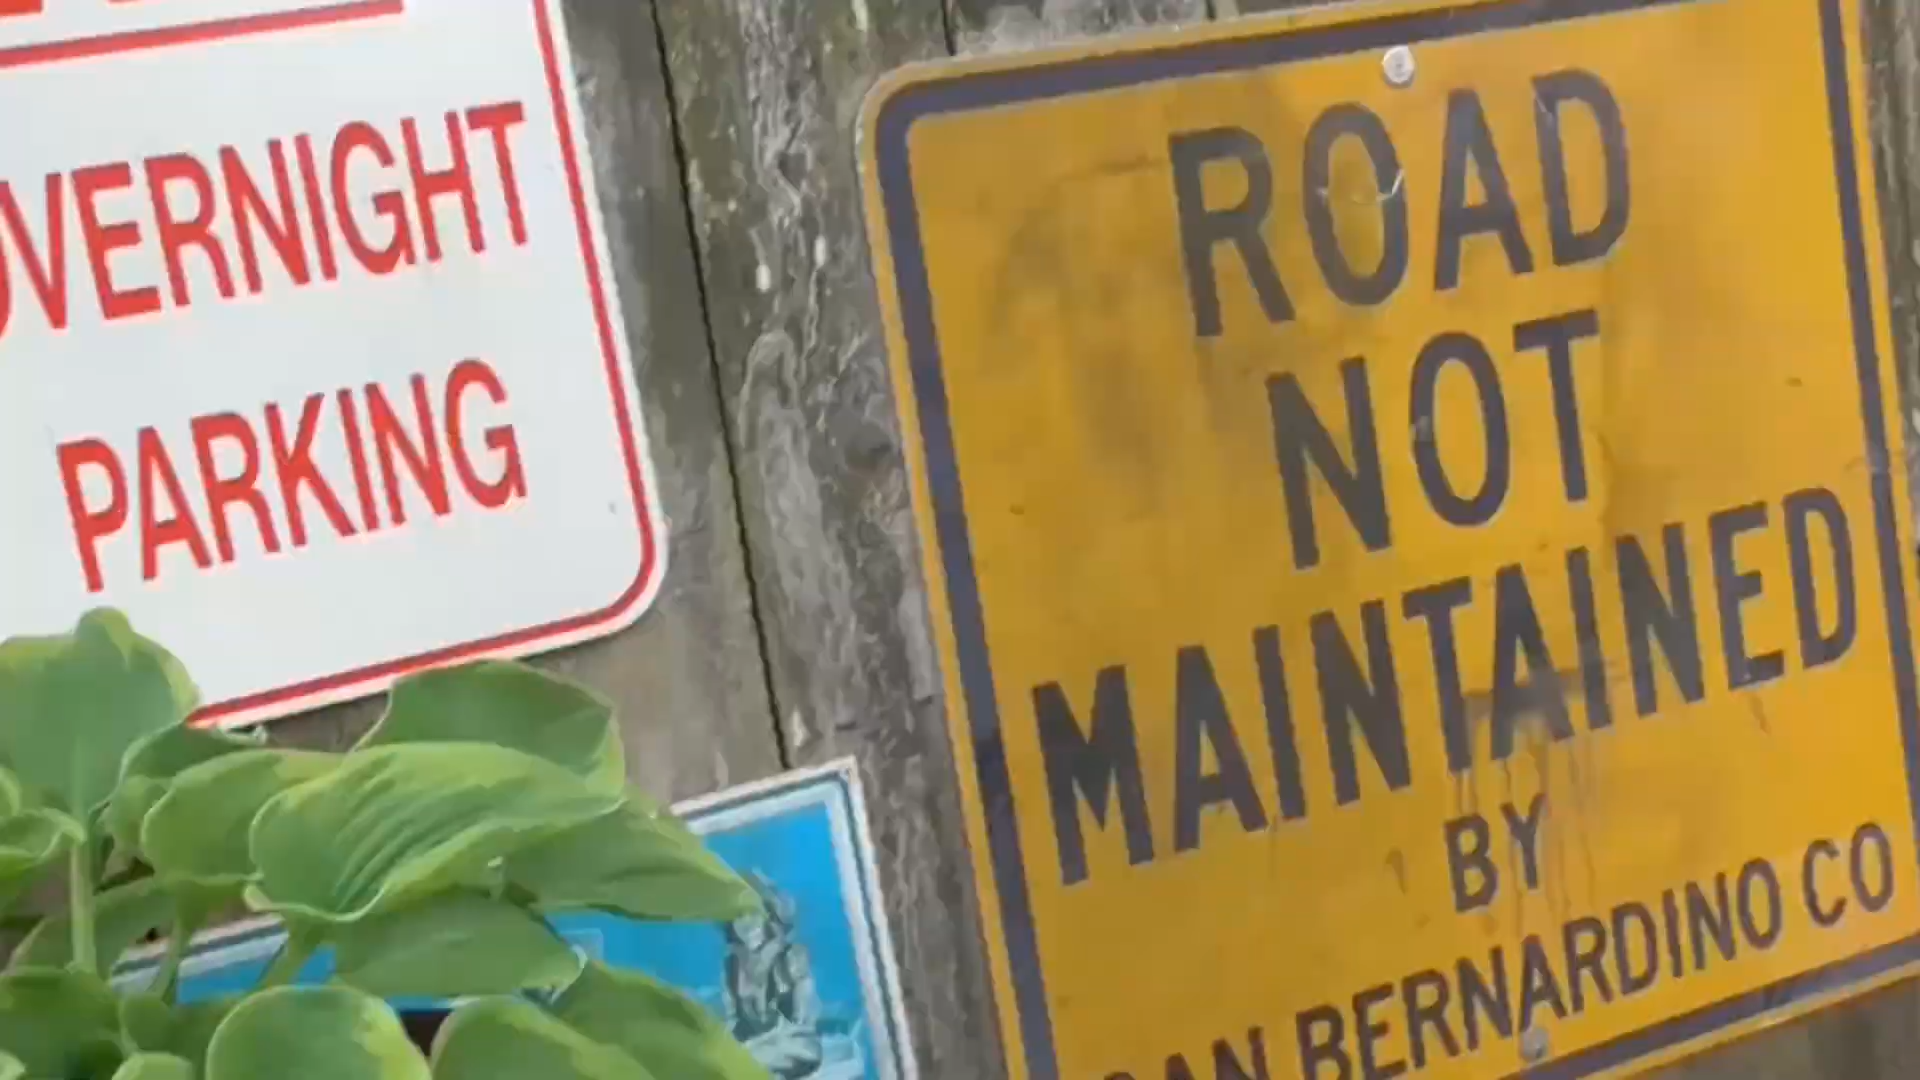 OVERNIGHT
PARKING
ROAD
NOT
MAINTAINED
BY
SAN BERNARDINO CO